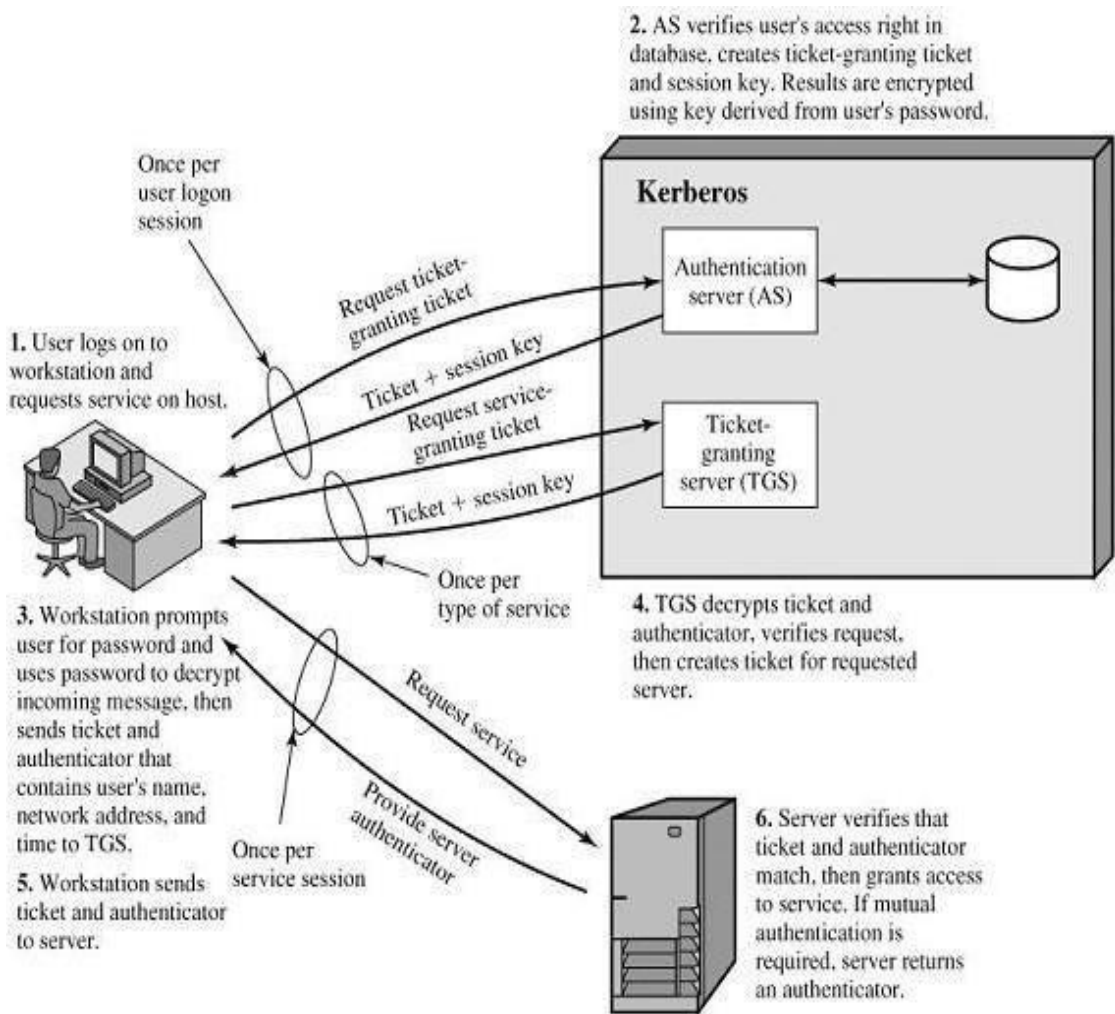 2. AS verifies user's access right in
database, creates ticket-granting ticket
and session key. Results are encrypted
using key derived from user's password.
Once per
user logon
session
Kerberos
Authentication
server (AS)
Request ticket-
granting ticket
1. User logs on to
workstation and
requests service on host.
Ticket + session key
Request service-
granting ticket
Ticket-
granting
server (TGS)
Ticket + session key
Once per
type of service
3. Workstation prompts
user for password and
uses password to decrypt
incoming message, then
sends ticket and
authenticator that
contains user's name,
network address, and
time to TGS.
4. TGS decrypts ticket and
authenticator, verifies request,
then creates ticket for requested
server.
Request service
Provide server
authenticator
Once per
service session
5. Workstation sends
ticket and authenticator
to server.
6. Server verifies that
ticket and authenticator
match, then grants access
to service. If mutual
authentication is
required, server returns
an authenticator.